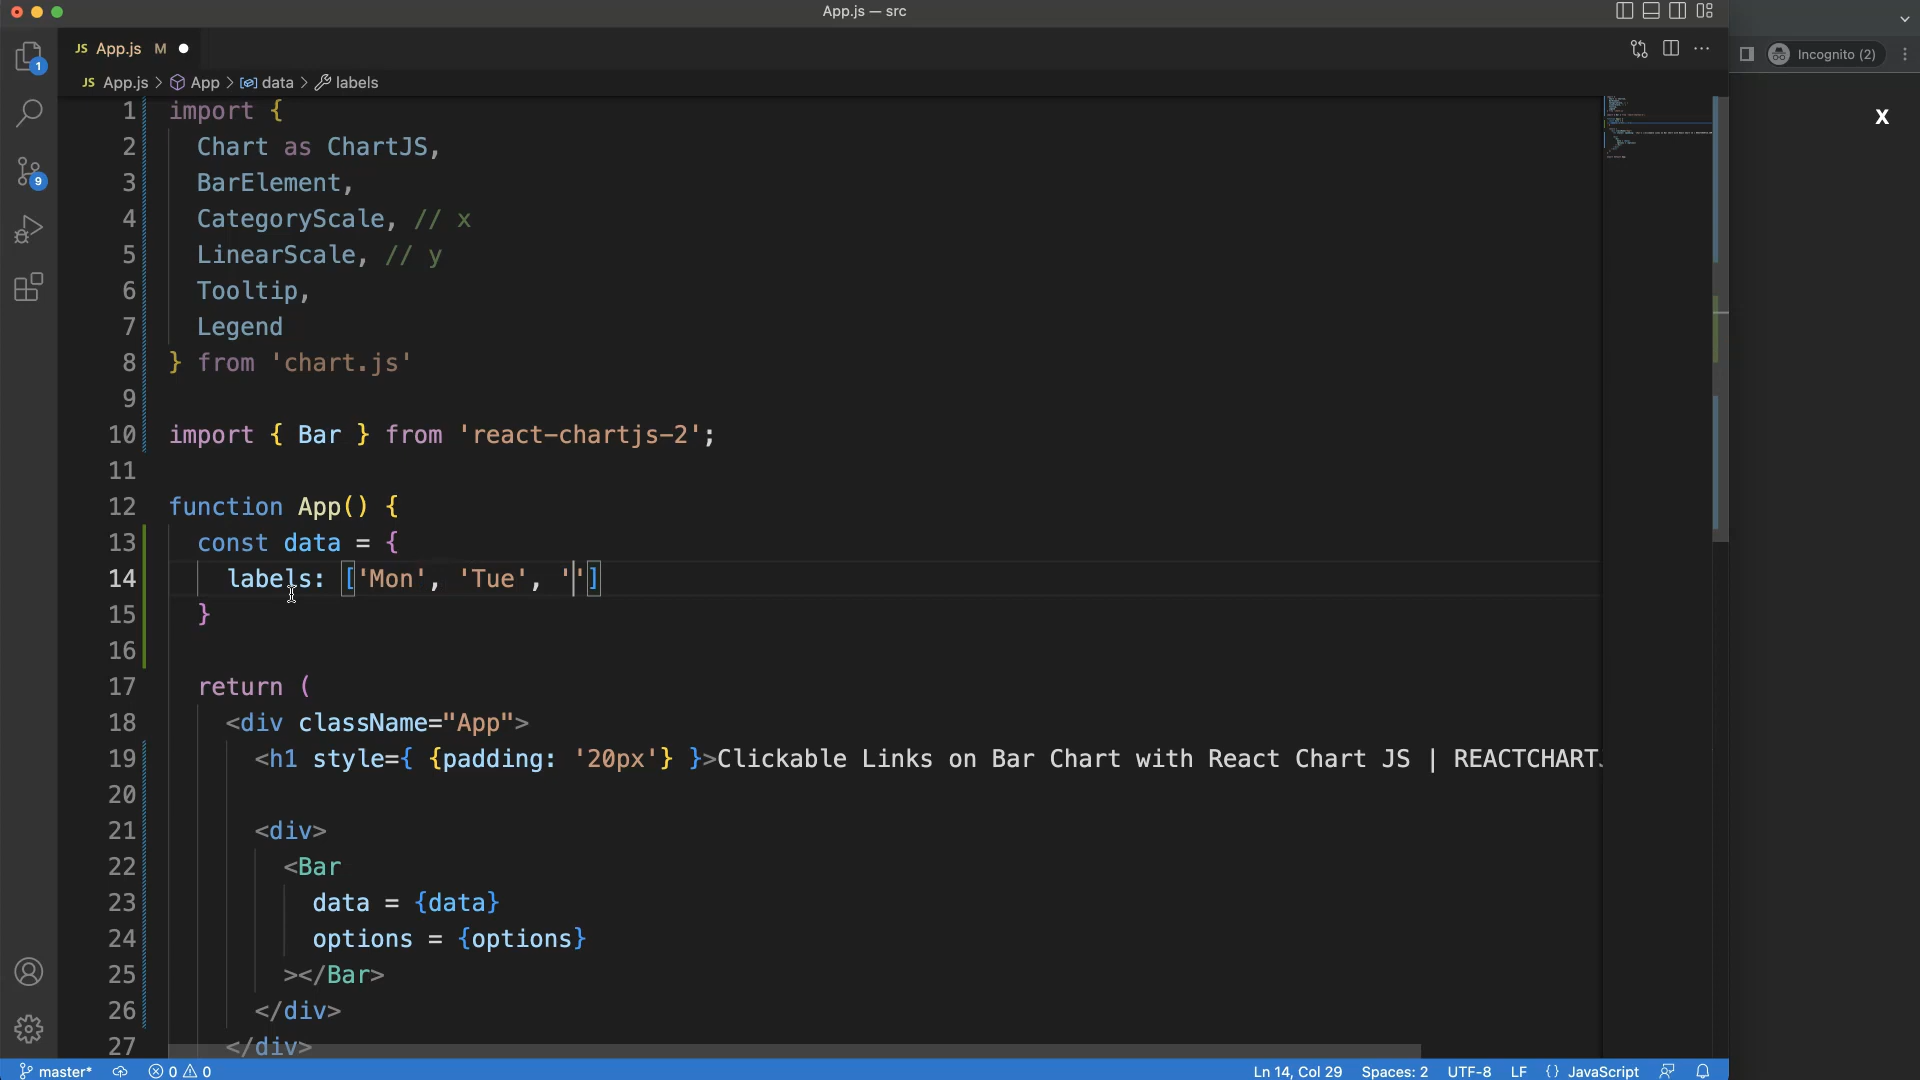 App.js — src
JS App.js M
Incognito (2)
JS App.js > App > data > labels
1 import {
2 Chart as ChartJS,
3 BarElement,
4 CategoryScale, // x
5 LinearScale, // y
6 Tooltip,
7 Legend
8 } from 'chart.js'
9
10 import { Bar } from 'react-chartjs-2';
11
12 function App() {
13 const data = {
14 labels: ['Mon', 'Tue', '']
15 }
16
17 return (
18 <div className="App">
19 <h1 style={ {padding: '20px'} }>Clickable Links on Bar Chart with React Chart JS | REACTCHARTJ
20
21 <div>
22 <Bar
23 data = {data}
24 options = {options}
25 ></Bar>
26 </div>
27 </div>
X
1
9
master* 0 0 Ln 14, Col 29 Spaces: 2 UTF-8 LF {} JavaScript